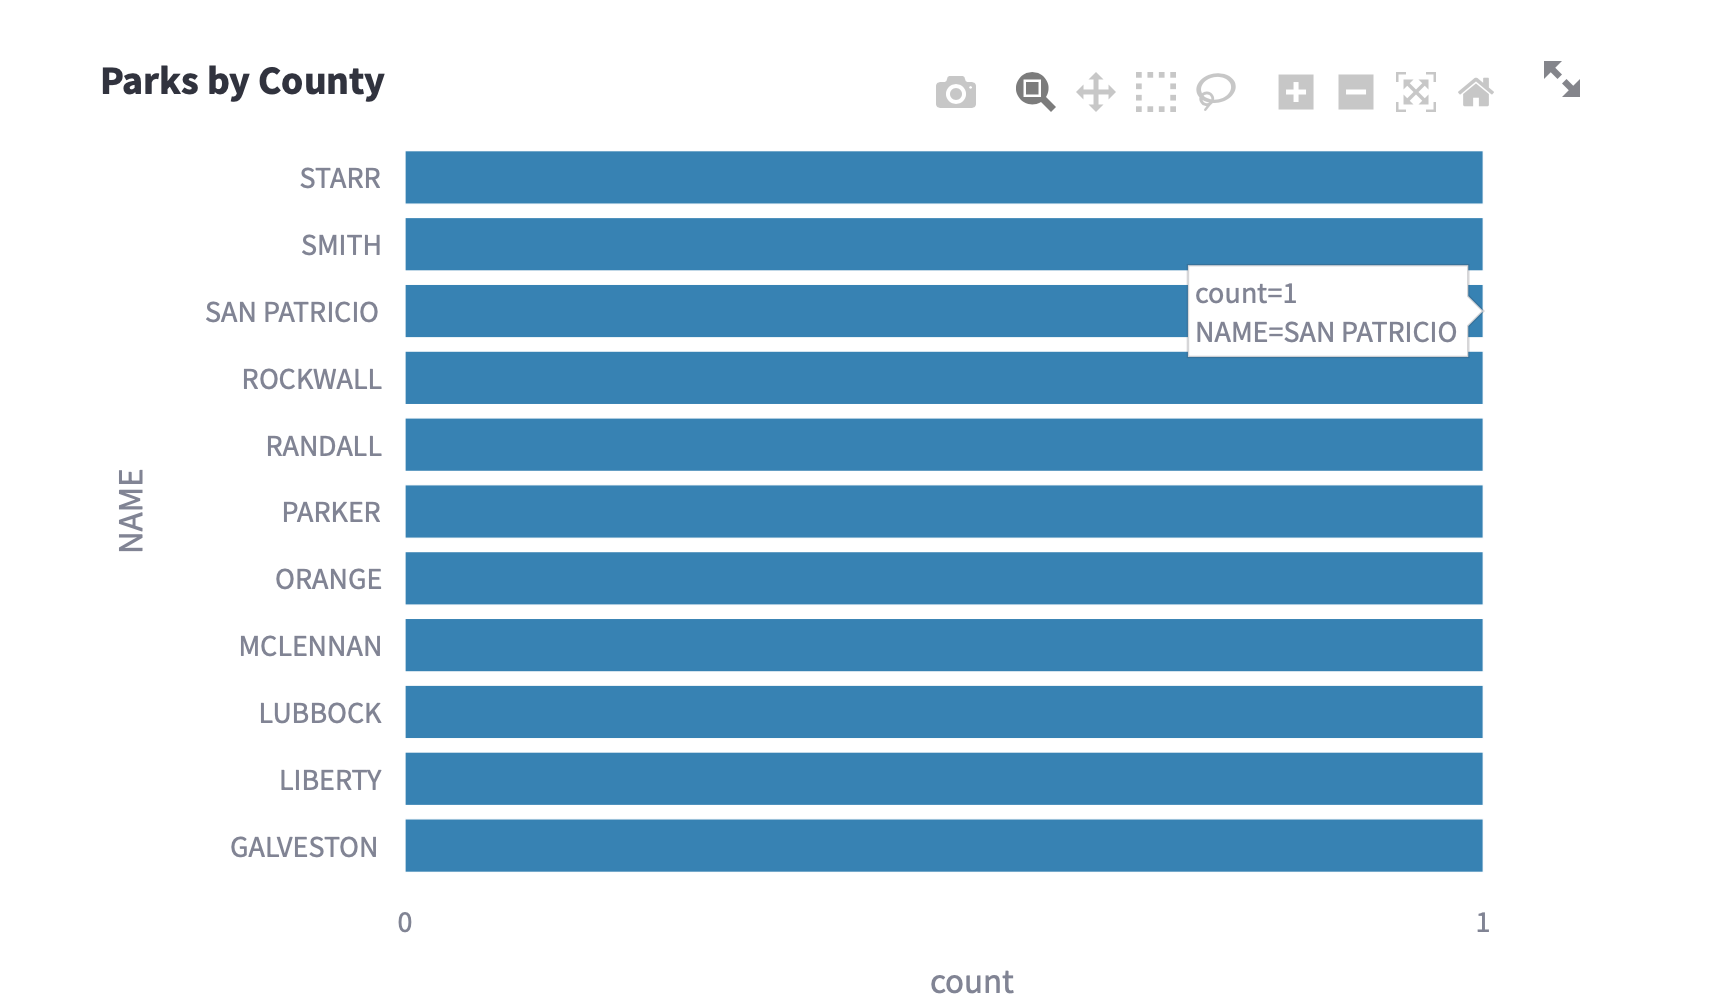 Parks by County
STARR
SMITH
SAN PATRICIO
count=1
NAME=SAN PATRICIO
ROCKWALL
RANDALL
PARKER
NAME
ORANGE
MCLENNAN
LUBBOCK
LIBERTY
GALVESTON
0
1
count